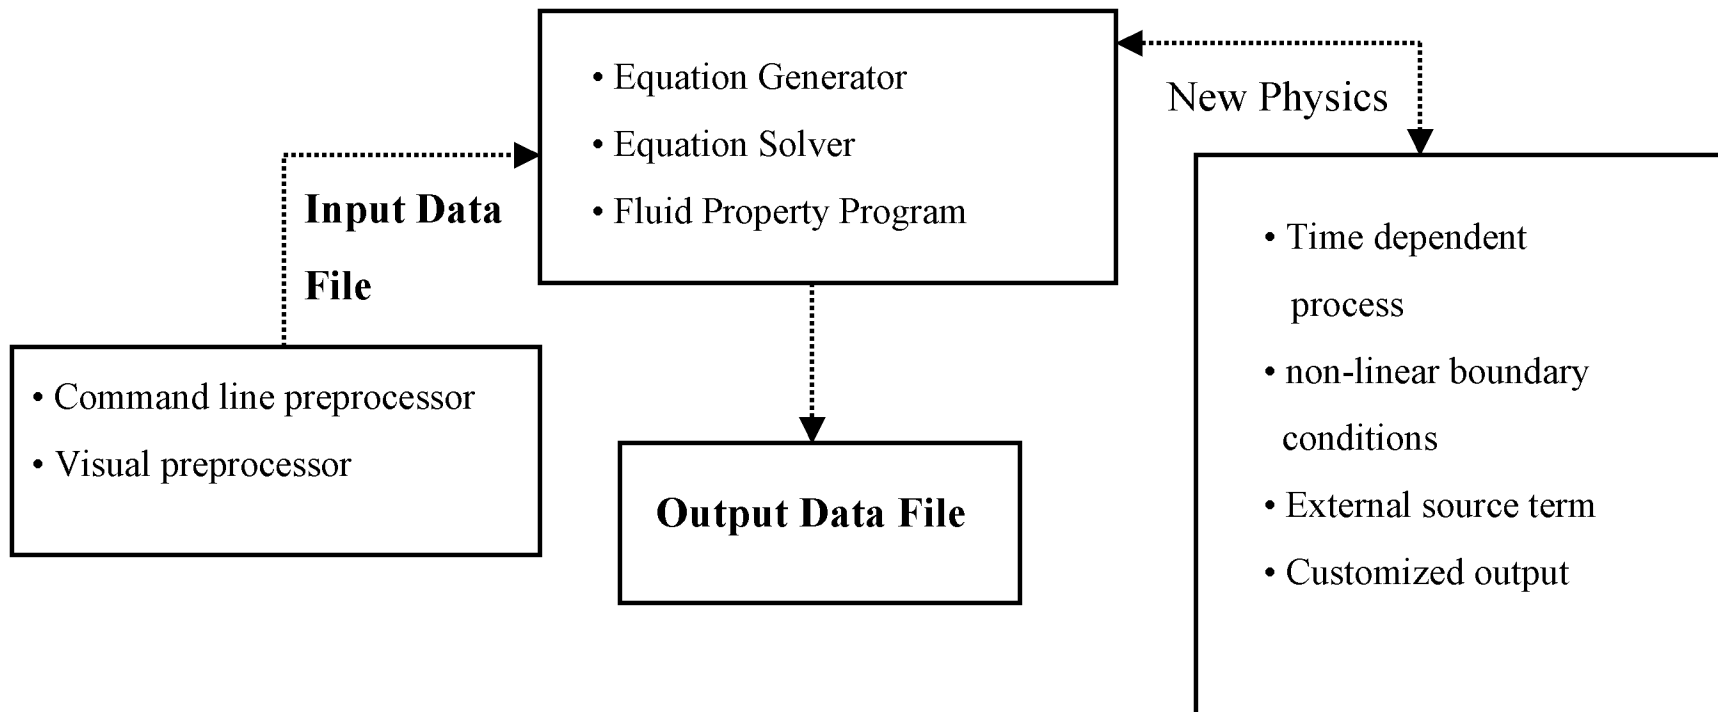 • Equation Generator
• Equation Solver
• Fluid Property Program
New Physics
Input Data
File
• Command line preprocessor
• Visual preprocessor
Output Data File
• Time dependent
process
• non-linear boundary
conditions
• External source term
• Customized output